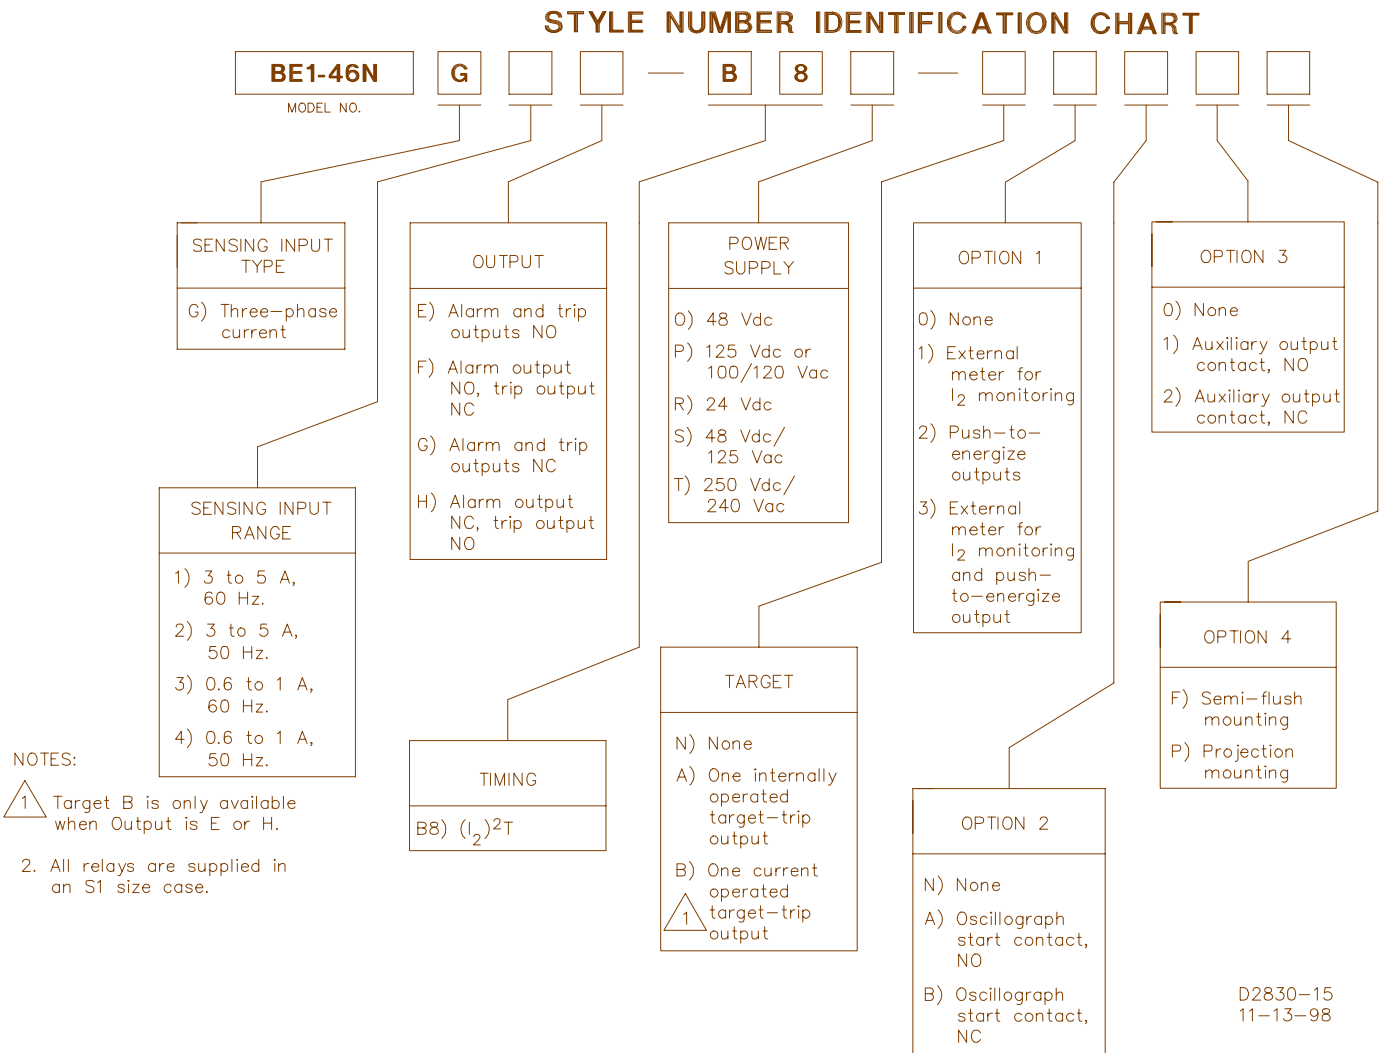 STYLE NUMBER IDENTIFICATION CHART
BE1-46N G — B 8 —
MODEL NO.
SENSING INPUT
TYPE
G) Three-phase
current
SENSING INPUT
RANGE
1) 3 to 5 A,
60 Hz.
2) 3 to 5 A,
50 Hz.
3) 0.6 to 1 A,
60 Hz.
4) 0.6 to 1 A,
50 Hz.
OUTPUT
E) Alarm and trip
outputs NO
F) Alarm output
NO, trip output
NC
G) Alarm and trip
outputs NC
H) Alarm output
NC, trip output
NO
TIMING
B8) (I₂)²T
POWER
SUPPLY
O) 48 Vdc
P) 125 Vdc or
100/120 Vac
R) 24 Vdc
S) 48 Vdc/
125 Vac
T) 250 Vdc/
240 Vac
TARGET
N) None
A) One internally
operated
target-trip
output
B) One current
operated
1 target-trip
output
OPTION 1
0) None
1) External
meter for
I₂ monitoring
2) Push-to-
energize
outputs
3) External
meter for
I₂ monitoring
and push-
to-energize
output
OPTION 2
N) None
A) Oscillograph
start contact,
NO
B) Oscillograph
start contact,
NC
OPTION 3
0) None
1) Auxiliary output
contact, NO
2) Auxiliary output
contact, NC
OPTION 4
F) Semi-flush
mounting
P) Projection
mounting
NOTES:
1 Target B is only available
when Output is E or H.
2. All relays are supplied in
an S1 size case.
D2830-15
11-13-98